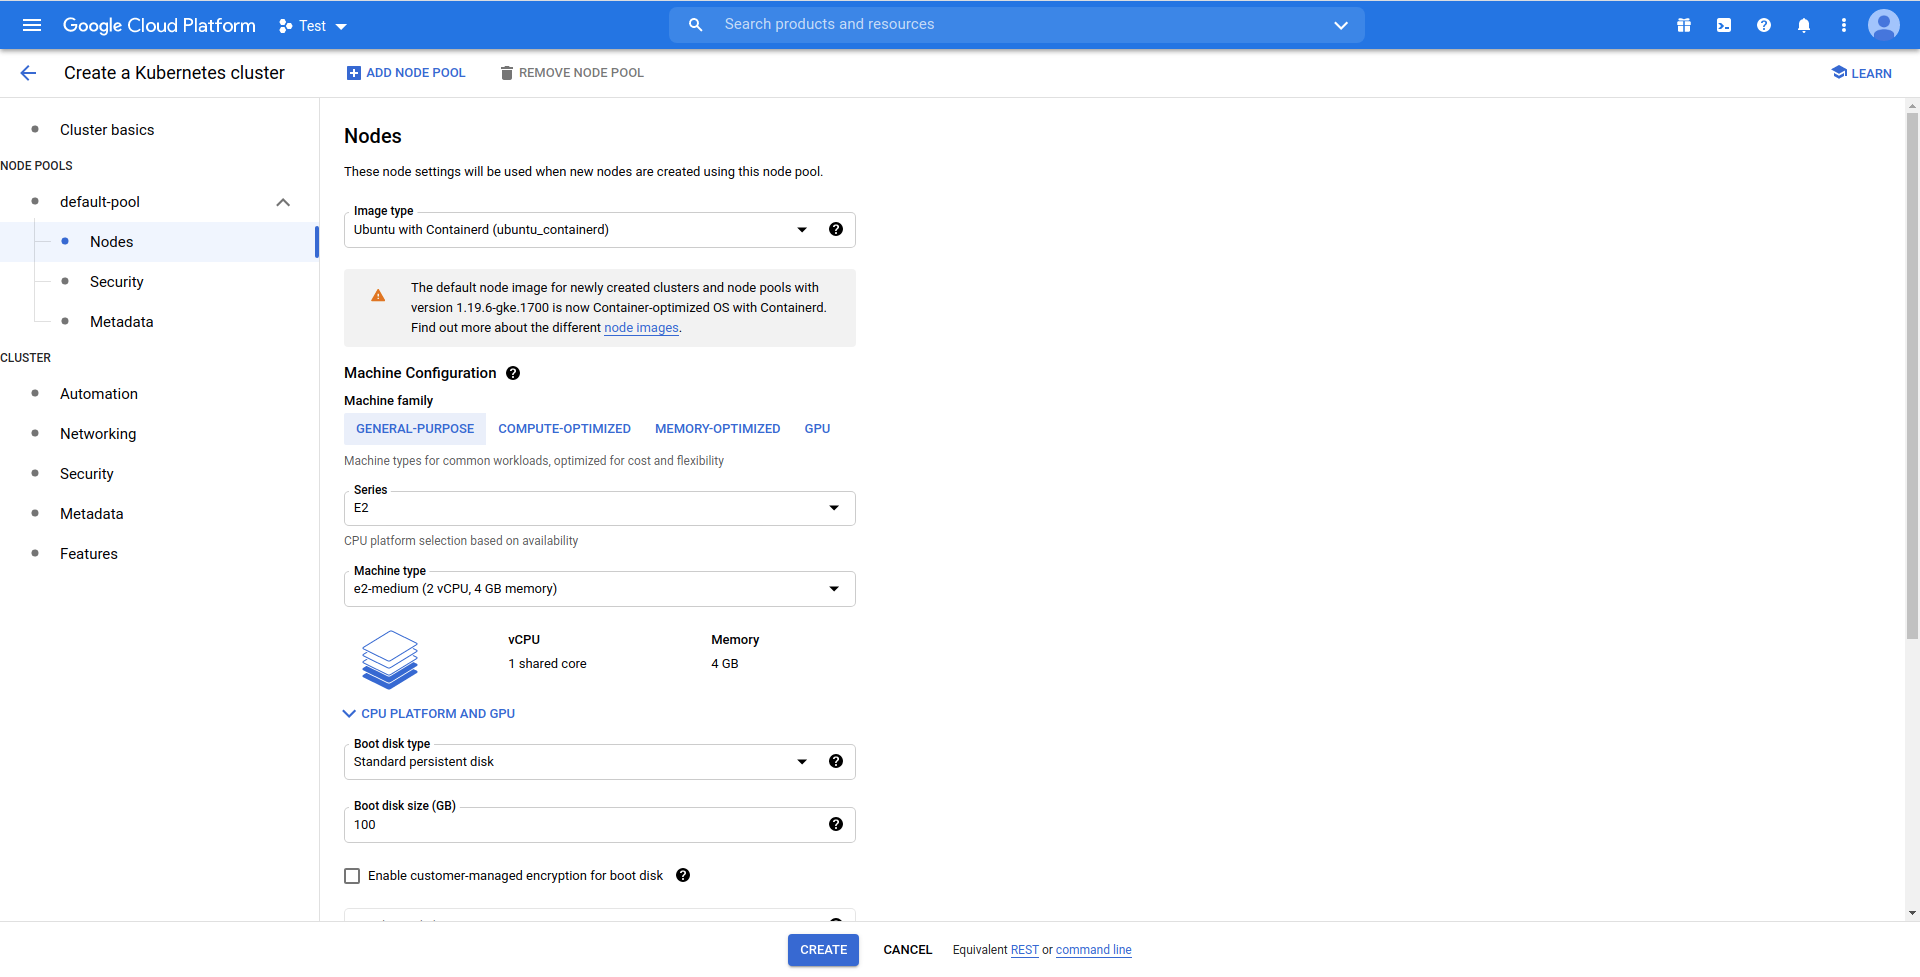 Google Cloud Platform
Test
Search products and resources
Create a Kubernetes cluster
ADD NODE POOL
REMOVE NODE POOL
LEARN
Cluster basics
NODE POOLS
default-pool
Nodes
Security
Metadata
CLUSTER
Automation
Networking
Security
Metadata
Features
Nodes
These node settings will be used when new nodes are created using this node pool.
Image type
Ubuntu with Containerd (ubuntu_containerd)
The default node image for newly created clusters and node pools with
version 1.19.6-gke.1700 is now Container-optimized OS with Containerd.
Find out more about the different node images.
Machine Configuration
Machine family
GENERAL-PURPOSE
COMPUTE-OPTIMIZED
MEMORY-OPTIMIZED
GPU
Machine types for common workloads, optimized for cost and flexibility
Series
E2
CPU platform selection based on availability
Machine type
e2-medium (2 vCPU, 4 GB memory)
vCPU
1 shared core
Memory
4 GB
CPU PLATFORM AND GPU
Boot disk type
Standard persistent disk
Boot disk size (GB)
100
Enable customer-managed encryption for boot disk
CREATE
CANCEL
Equivalent REST or command line